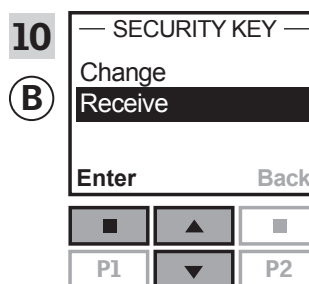 10
B
SECURITY KEY
Change
Receive
Enter Back
P1 P2